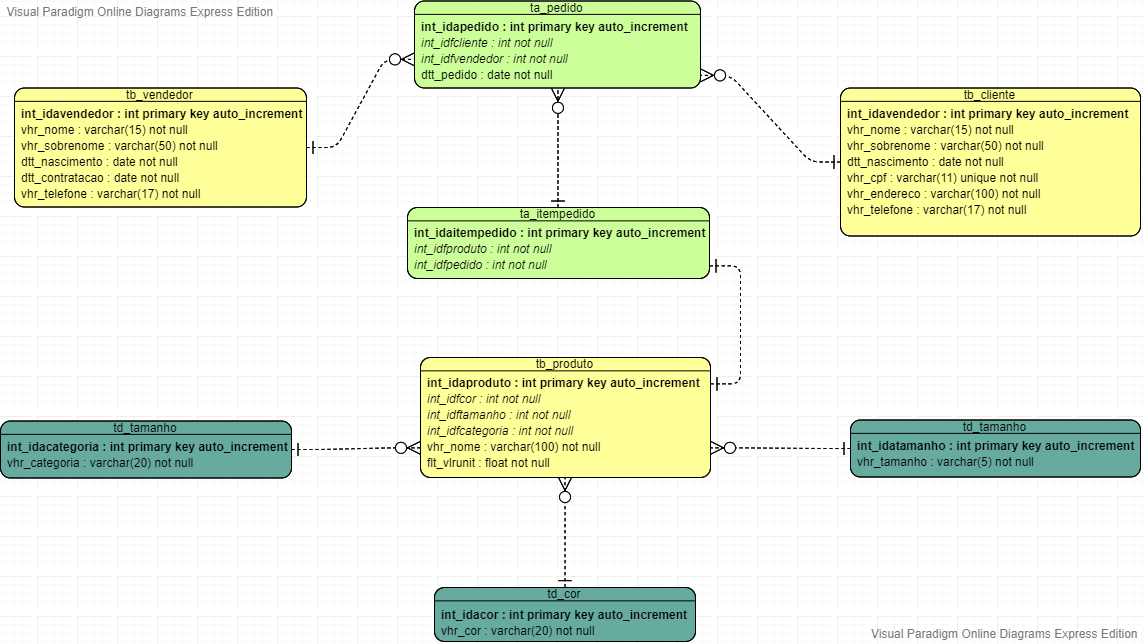 Visual Paradigm Online Diagrams Express Edition
ta_pedido
int_idapedido : int primary key auto_increment
int_idfcliente : int not null
int_idfvendedor : int not null
dtt_pedido : date not null
tb_vendedor
int_idavendedor : int primary key auto_increment
vhr_nome : varchar(15) not null
vhr_sobrenome : varchar(50) not null
dtt_nascimento : date not null
dtt_contratacao : date not null
vhr_telefone : varchar(17) not null
tb_cliente
int_idavendedor : int primary key auto_increment
vhr_nome : varchar(15) not null
vhr_sobrenome : varchar(50) not null
dtt_nascimento : date not null
vhr_cpf : varchar(11) unique not null
vhr_endereco : varchar(100) not null
vhr_telefone : varchar(17) not null
ta_itempedido
int_idaitempedido : int primary key auto_increment
int_idfproduto : int not null
int_idfpedido : int not null
tb_produto
int_idaproduto : int primary key auto_increment
int_idfcor : int not null
int_idftamanho : int not null
int_idfcategoria : int not null
vhr_nome : varchar(100) not null
flt_vlrunit : float not null
td_tamanho
int_idacategoria : int primary key auto_increment
vhr_categoria : varchar(20) not null
td_tamanho
int_idatamanho : int primary key auto_increment
vhr_tamanho : varchar(5) not null
td_cor
int_idacor : int primary key auto_increment
vhr_cor : varchar(20) not null
Visual Paradigm Online Diagrams Express Edition